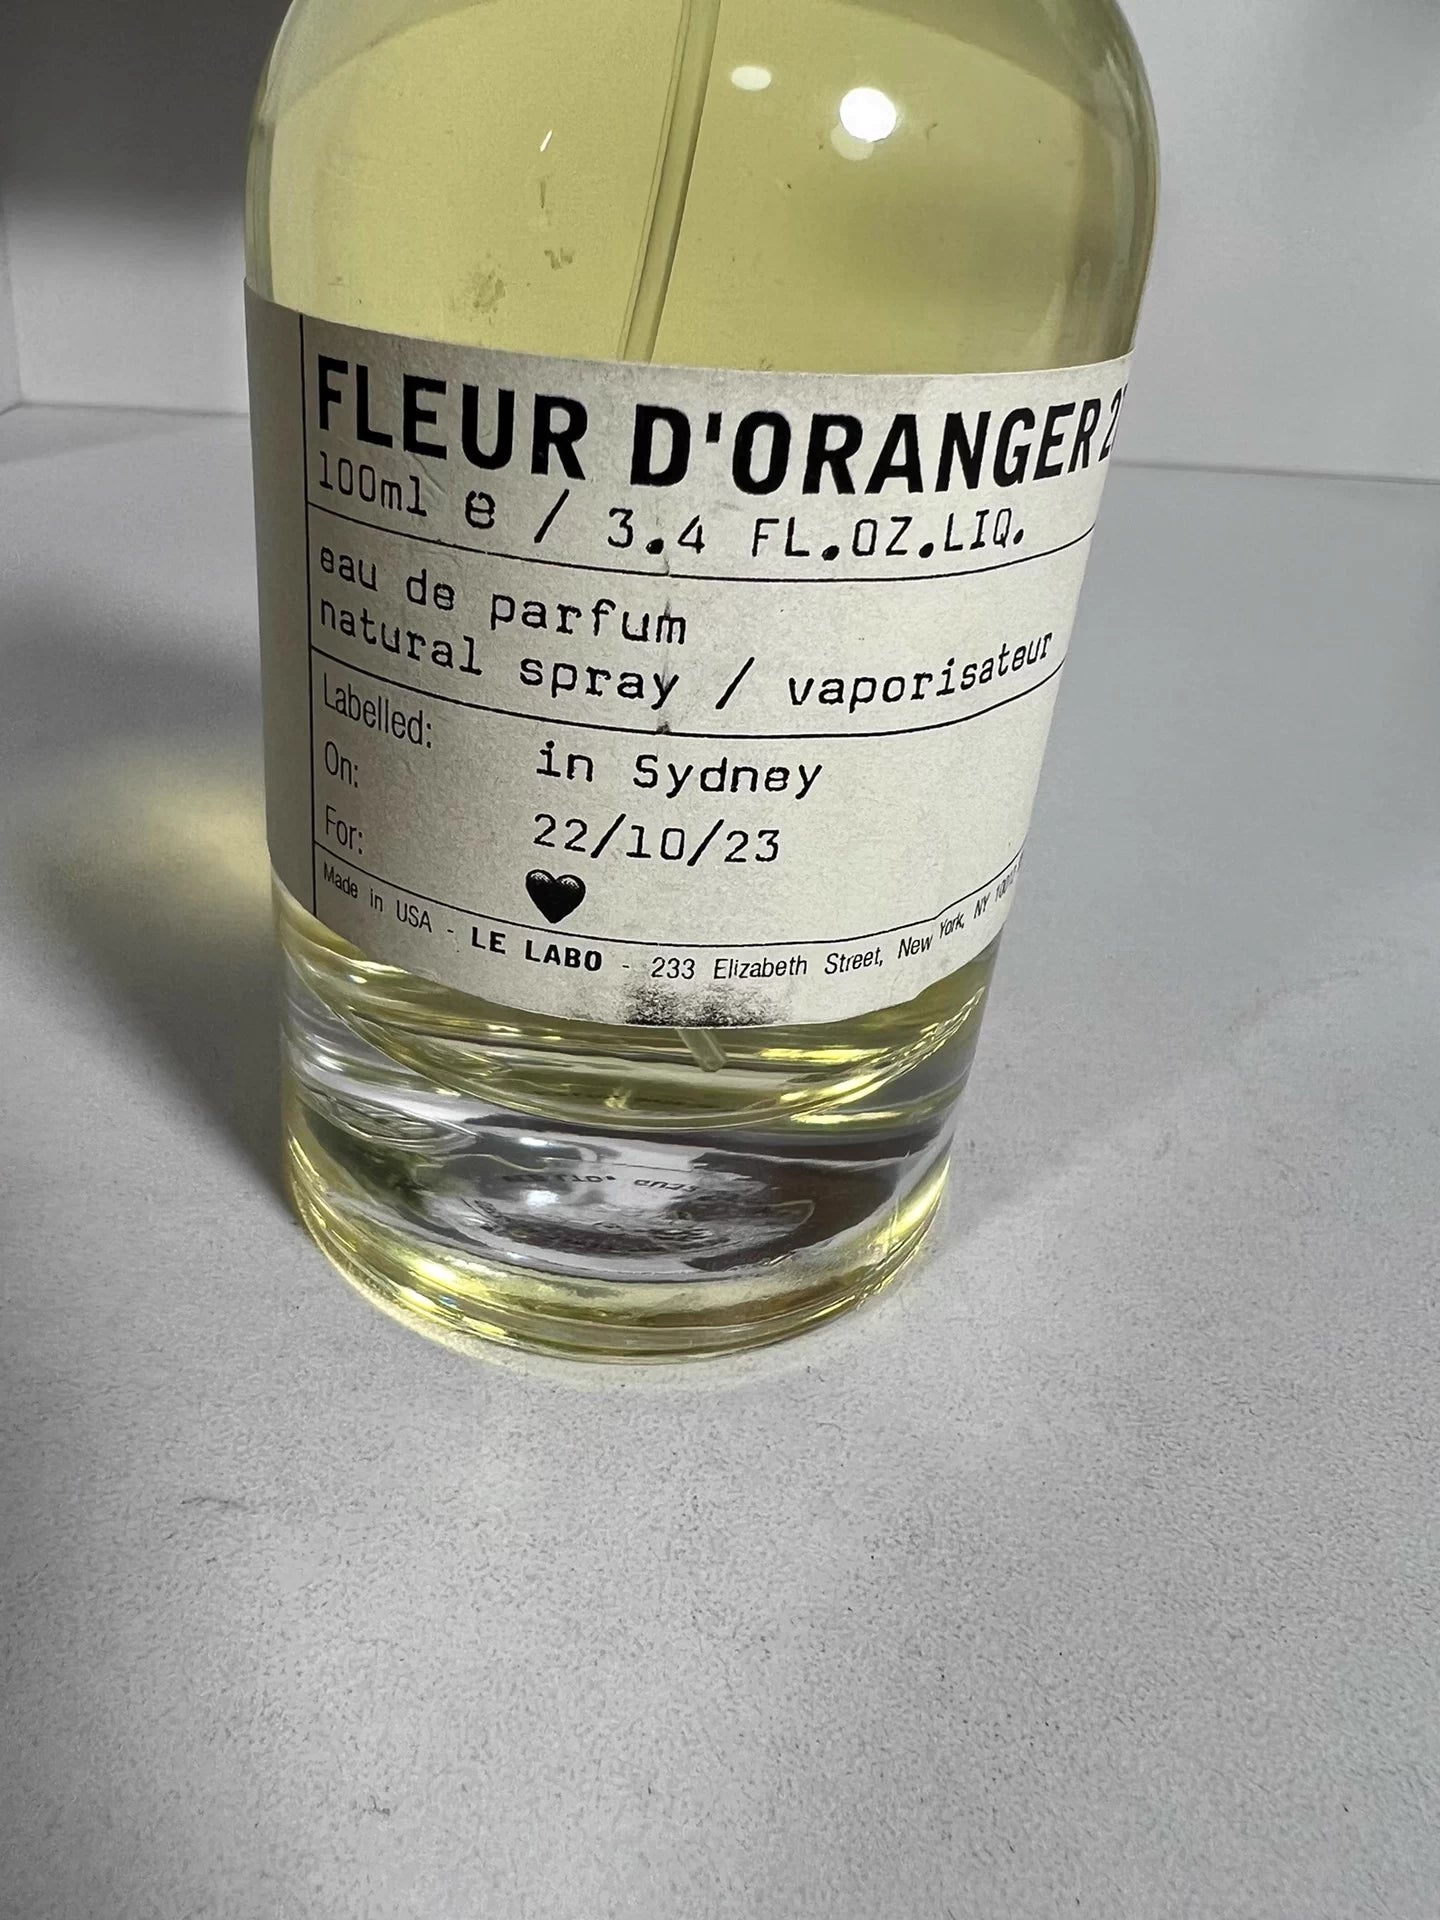 FLEUR D'ORANGER 2
100ml e / 3.4 FL.OZ.LIQ.
eau de parfum
natural spray / vaporisateur
Labelled: in Sydney
On: 22/10/23
For: ♥
Made in USA - LE LABO - 233 Elizabeth Street, New York, NY